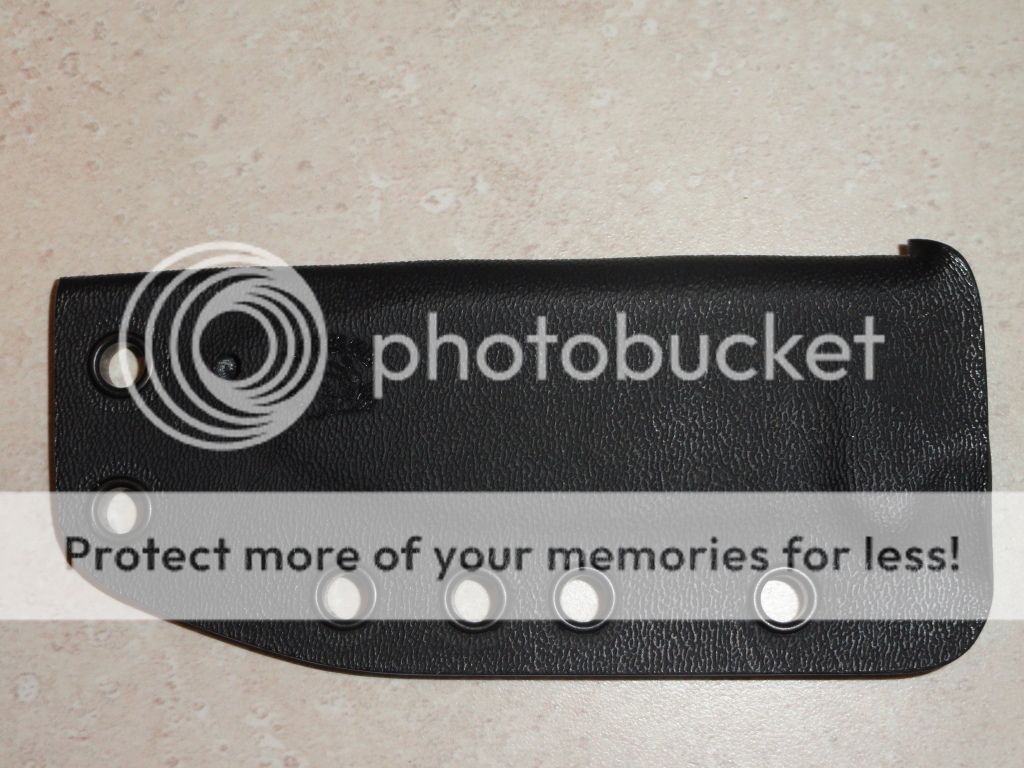 photobucket
Protect more of your memories for less!